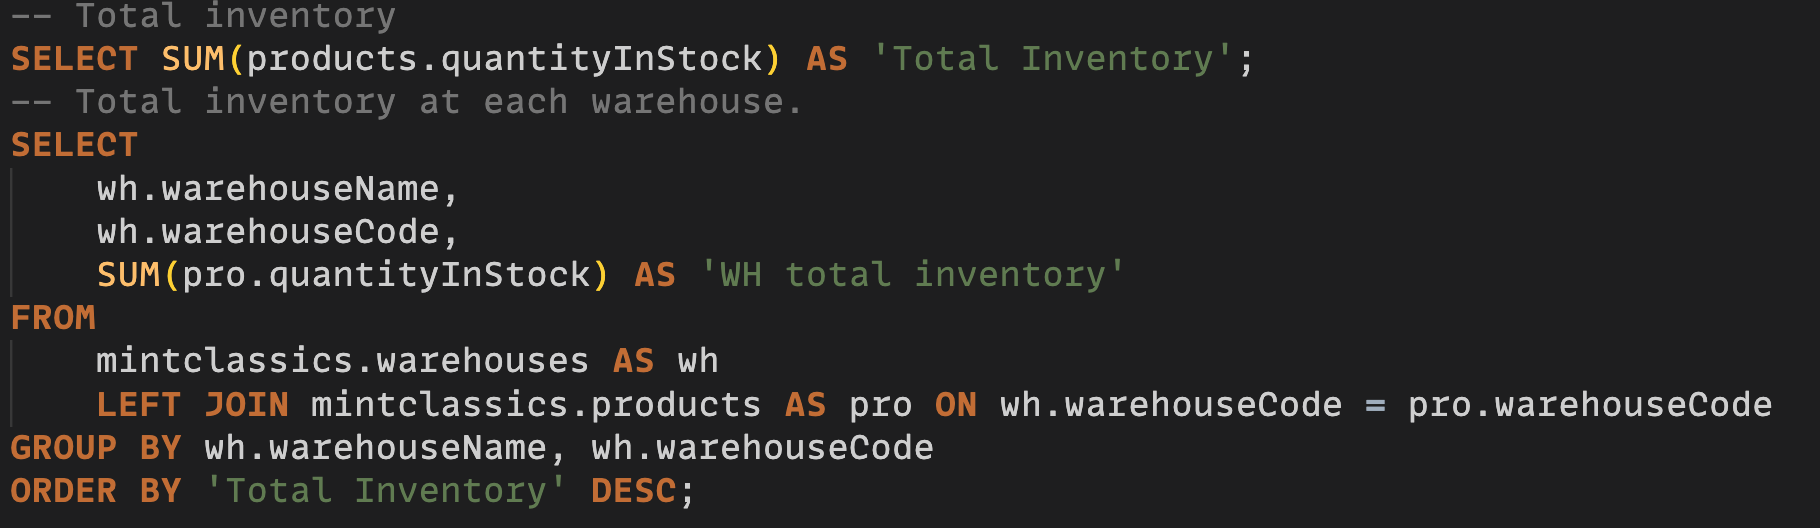 -- Total inventory
SELECT SUM(products.quantityInStock) AS 'Total Inventory';
-- Total inventory at each warehouse.
SELECT
    wh.warehouseName,
    wh.warehouseCode,
    SUM(pro.quantityInStock) AS 'WH total inventory'
FROM
    mintclassics.warehouses AS wh
    LEFT JOIN mintclassics.products AS pro ON wh.warehouseCode = pro.warehouseCode
GROUP BY wh.warehouseName, wh.warehouseCode
ORDER BY 'Total Inventory' DESC;